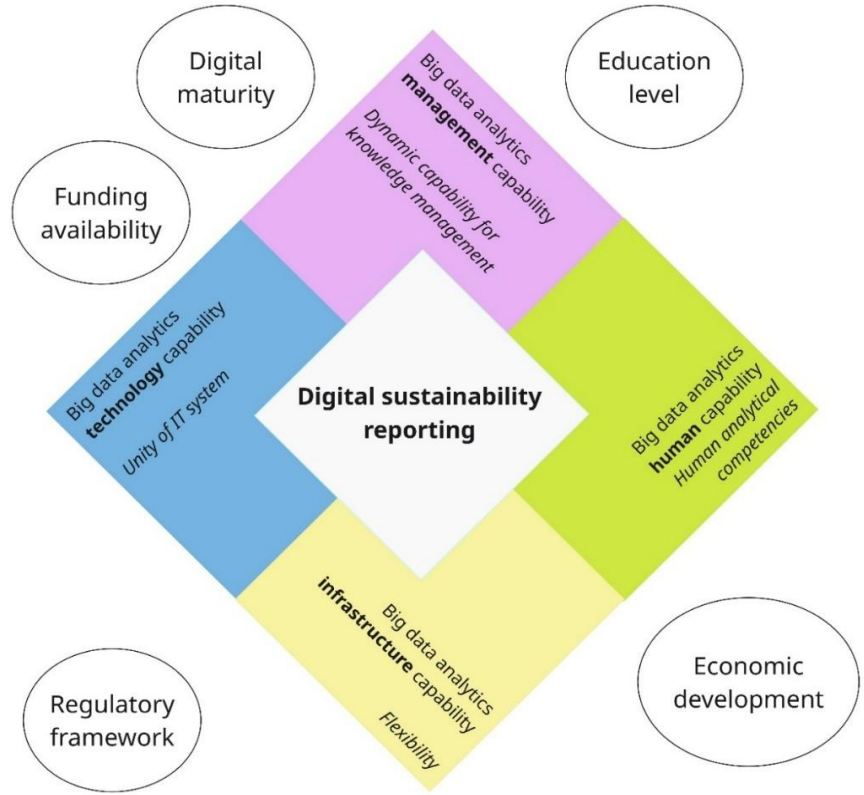 Digital
maturity
Education
level
Funding
availability
Big data analytics
management capability
Dynamic capability for
knowledge management
Big data analytics
technology capability
Unity of IT system
Digital sustainability
reporting
Big data analytics
human capability
Human analytical
competencies
Big data analytics
infrastructure capability
Flexibility
Regulatory
framework
Economic
development